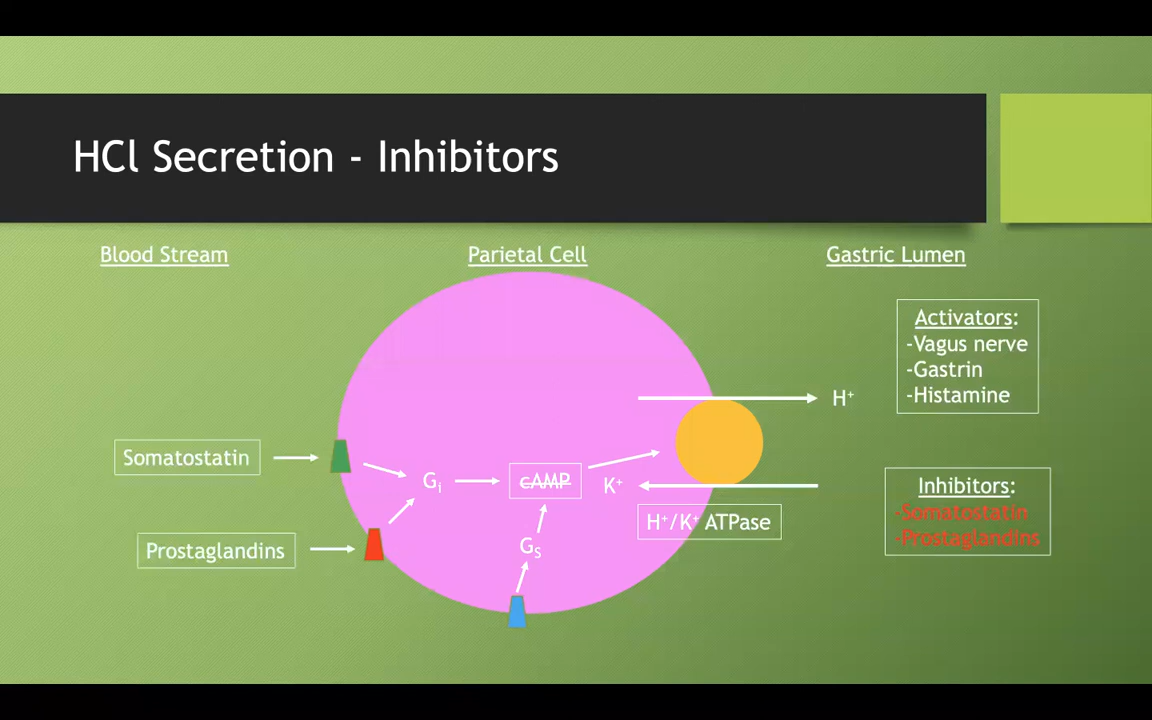 HCl Secretion - Inhibitors
Blood Stream
Parietal Cell
Gastric Lumen
Activators:
-Vagus nerve
-Gastrin
-Histamine
H⁺
Somatostatin
Gᵢ
cAMP
K⁺
Inhibitors:
-Somatostatin
-Prostaglandins
H⁺/K⁺ ATPase
Prostaglandins
Gₛ